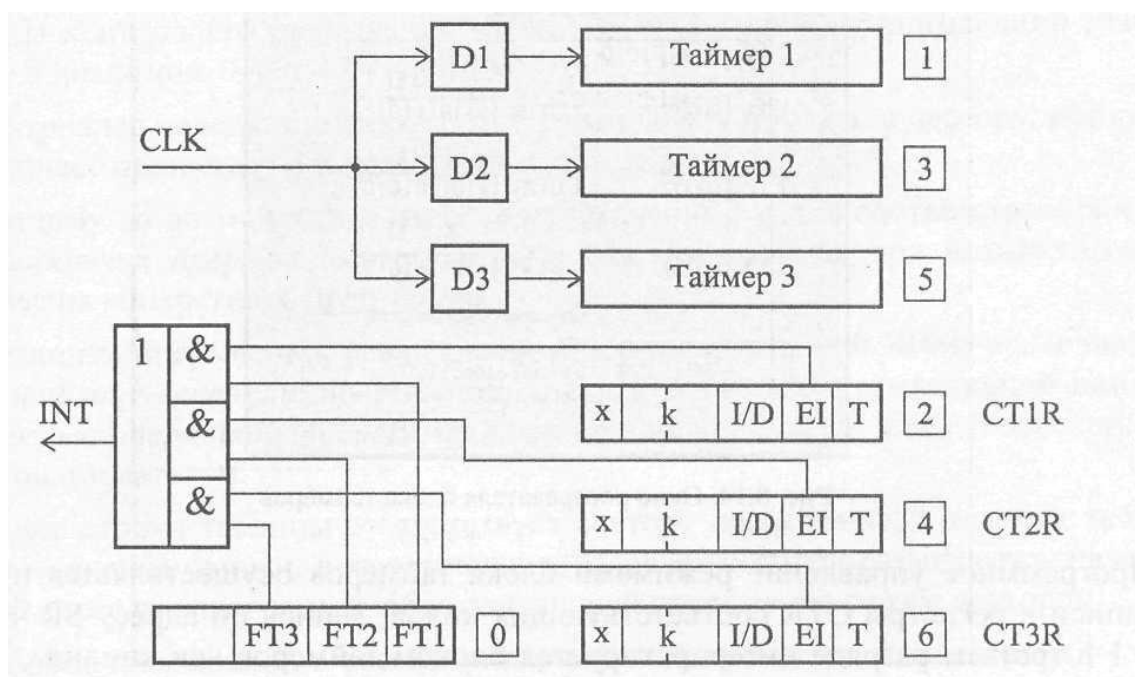 D1 Таймер 1 1
CLK
D2 Таймер 2 3
D3 Таймер 3 5
1 &
INT & x k I/D EI T 2 CT1R
&
x k I/D EI T 4 CT2R
FT3 FT2 FT1 0 x k I/D EI T 6 CT3R